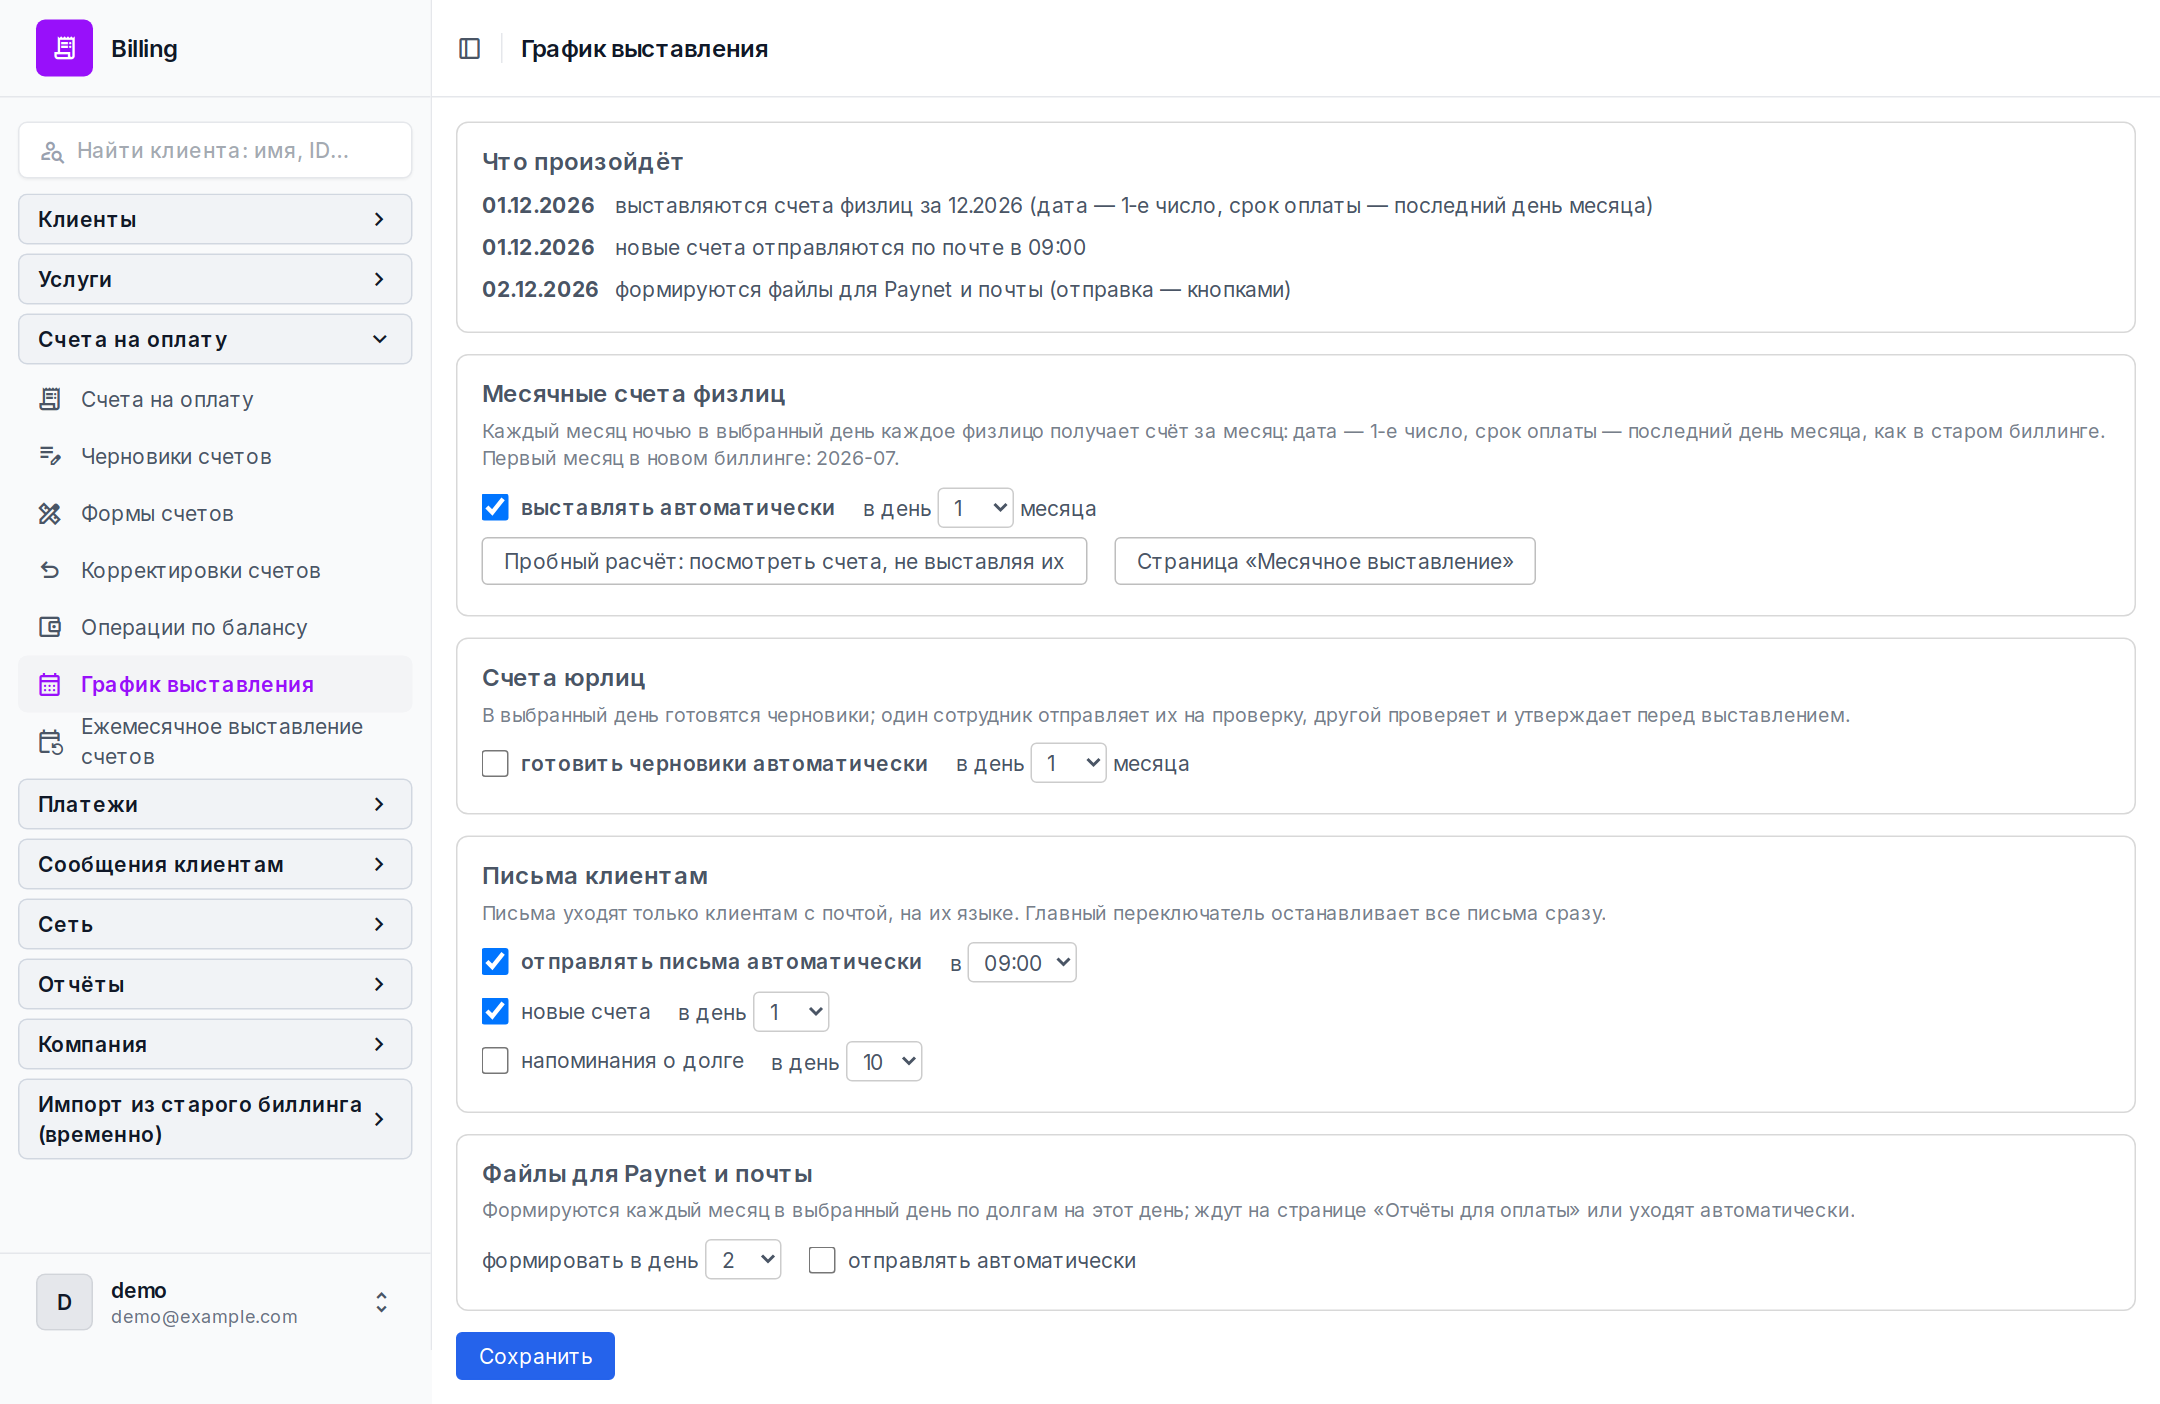 Billing
График выставления
Найти клиента: имя, ID...
Клиенты
Услуги
Счета на оплату
Счета на оплату
Черновики счетов
Формы счетов
Корректировки счетов
Операции по балансу
График выставления
Ежемесячное выставление
счетов
Платежи
Сообщения клиентам
Сеть
Отчёты
Компания
Импорт из старого биллинга
(временно)
D
demo
demo@example.com
Что произойдёт
01.12.2026 выставляются счета физлиц за 12.2026 (дата — 1-е число, срок оплаты — последний день месяца)
01.12.2026 новые счета отправляются по почте в 09:00
02.12.2026 формируются файлы для Paynet и почты (отправка — кнопками)
Месячные счета физлиц
Каждый месяц ночью в выбранный день каждое физлицо получает счёт за месяц: дата — 1-е число, срок оплаты — последний день месяца, как в старом биллинге.
Первый месяц в новом биллинге: 2026-07.
выставлять автоматически в день 1 месяца
Пробный расчёт: посмотреть счета, не выставляя их Страница «Месячное выставление»
Счета юрлиц
В выбранный день готовятся черновики; один сотрудник отправляет их на проверку, другой проверяет и утверждает перед выставлением.
готовить черновики автоматически в день 1 месяца
Письма клиентам
Письма уходят только клиентам с почтой, на их языке. Главный переключатель останавливает все письма сразу.
отправлять письма автоматически в 09:00
новые счета в день 1
напоминания о долге в день 10
Файлы для Paynet и почты
Формируются каждый месяц в выбранный день по долгам на этот день; ждут на странице «Отчёты для оплаты» или уходят автоматически.
формировать в день 2 отправлять автоматически
Сохранить